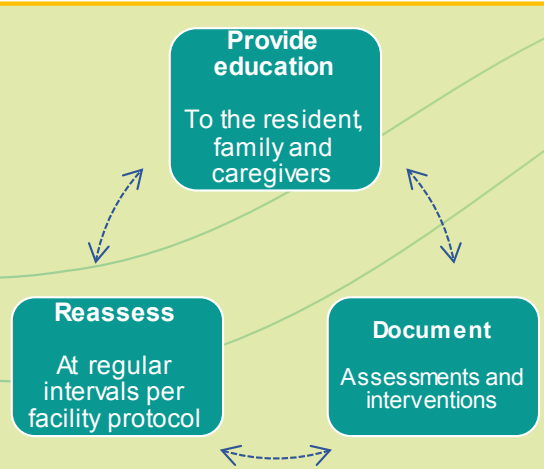 Provide
education
To the resident,
family and
caregivers
Reassess
At regular
intervals per
facility protocol
Document
Assessments and
interventions